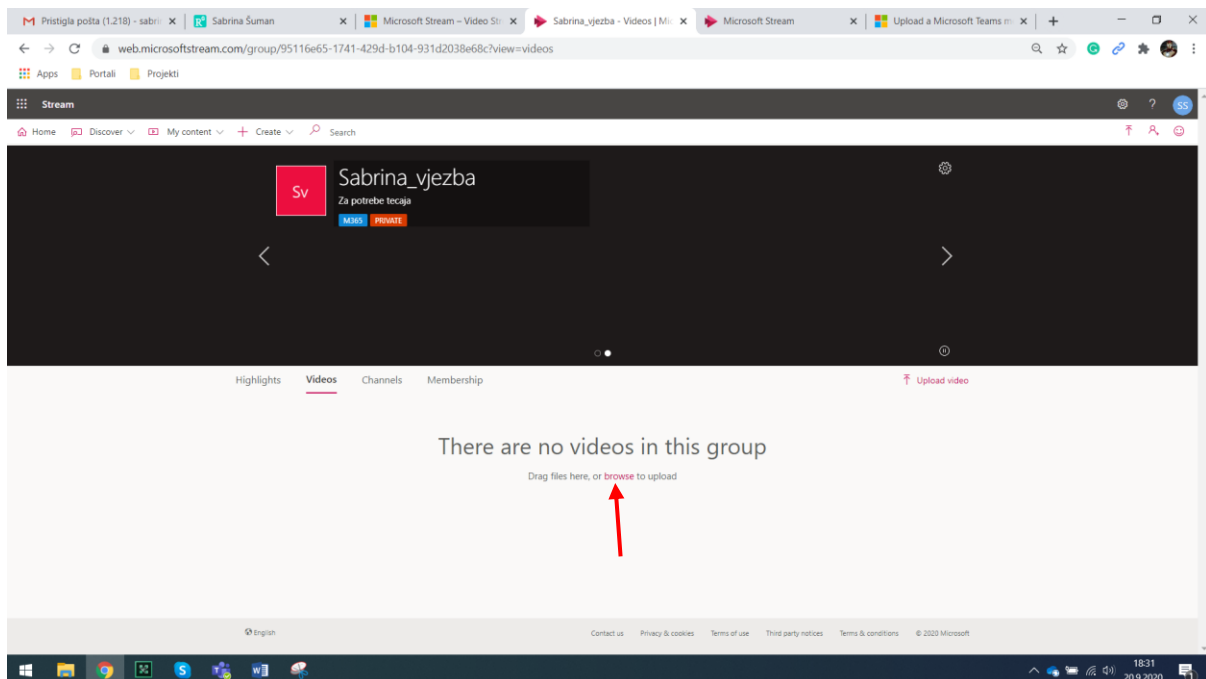 Pristigla pošta (1.218) - sabri
Sabrina Šuman
Microsoft Stream – Video Str
Sabrina_vjezba - Videos | Mi
Microsoft Stream
Upload a Microsoft Teams m
web.microsoftstream.com/group/95116e65-1741-429d-b104-931d2038e68c?view=videos
Apps Portali Projekti
Stream ? SS
Home Discover My content Create Search
Sv
Sabrina_vjezba
Za potrebe tecaja
M365 PRIVATE
Highlights Videos Channels Membership Upload video
There are no videos in this group
Drag files here, or browse to upload
English Contact us Privacy & cookies Terms of use Third party notices Terms & conditions © 2020 Microsoft
18:31
20.9.2020